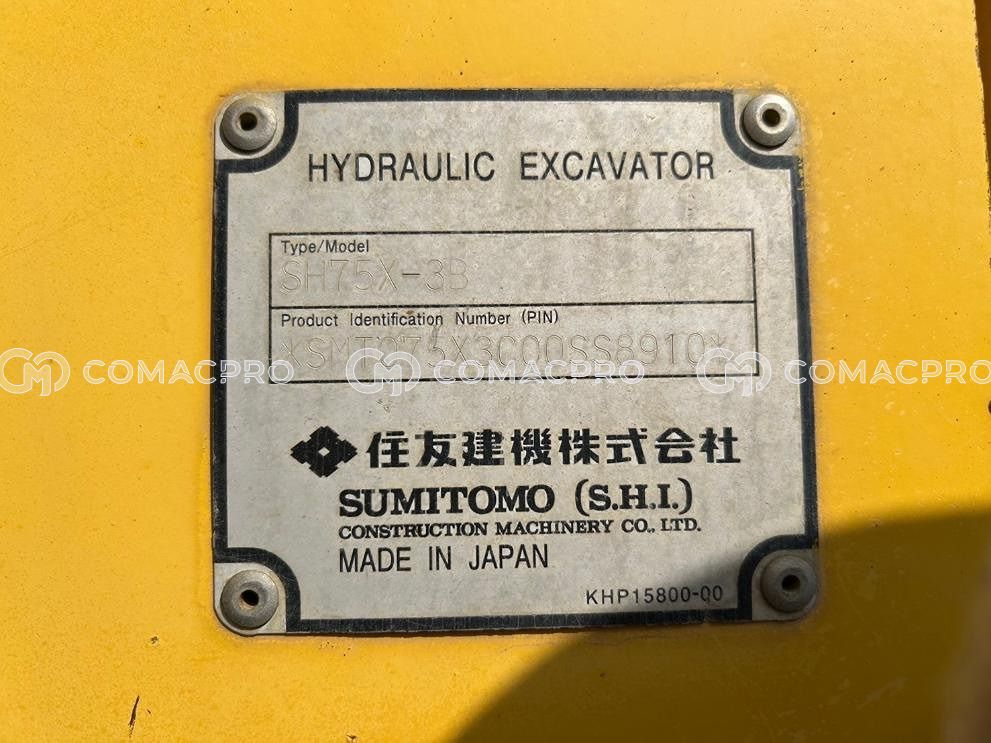 HYDRAULIC EXCAVATOR
Type/Model
SH75X-3B
Product Identification Number (PIN)
COMACPRO COMACPRO COMACPRO
住友建機株式会社
SUMITOMO (S.H.I.)
CONSTRUCTION MACHINERY CO., LTD.
MADE IN JAPAN
KHP15800-00